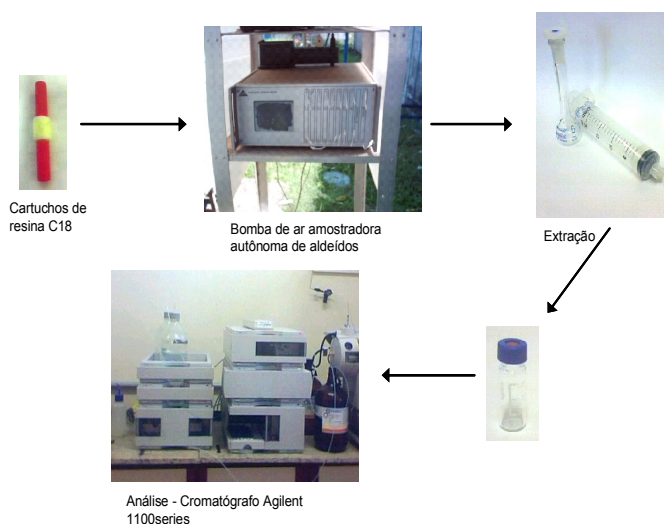 Cartuchos de
resina C18
Bomba de ar amostradora
autônoma de aldeídos
Extração
Análise - Cromatógrafo Agilent
1100series